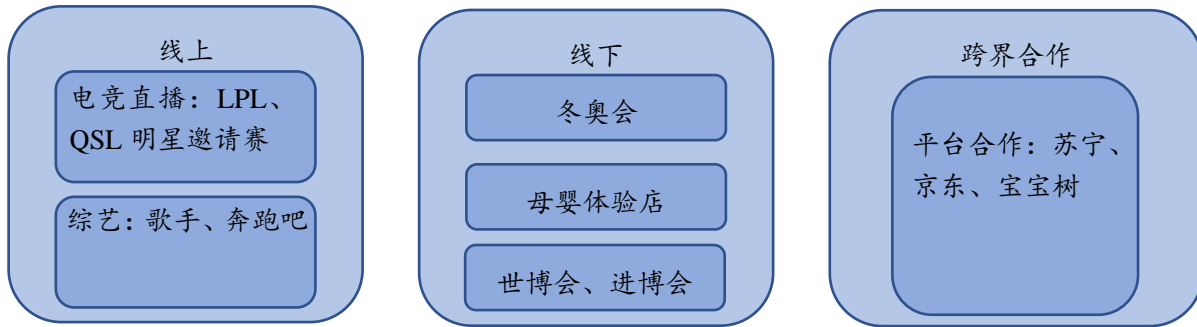 线上
电竞直播：LPL、
QSL 明星邀请赛
综艺：歌手、奔跑吧
线下
冬奥会
母婴体验店
世博会、进博会
跨界合作
平台合作：苏宁、
京东、宝宝树